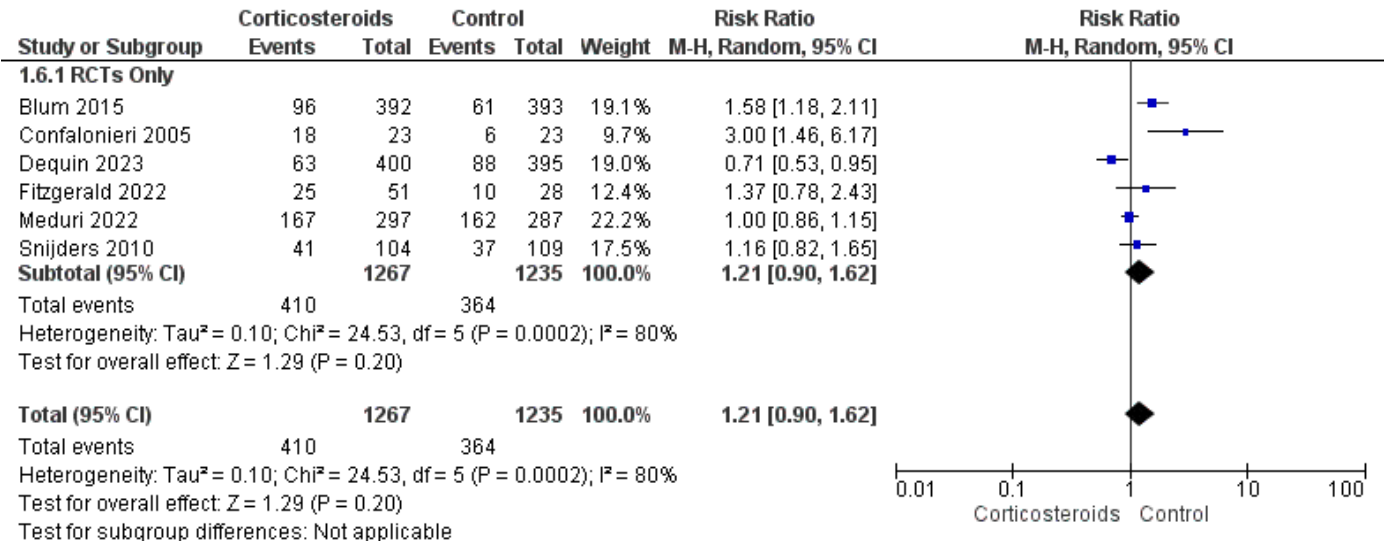 Corticosteroids Control Risk Ratio Risk Ratio
Study or Subgroup Events Total Events Total Weight M-H, Random, 95% CI M-H, Random, 95% CI
1.6.1 RCTs Only
Blum 2015 96 392 61 393 19.1% 1.58 [1.18, 2.11]
Confalonieri 2005 18 23 6 23 9.7% 3.00 [1.46, 6.17]
Dequin 2023 63 400 88 395 19.0% 0.71 [0.53, 0.95]
Fitzgerald 2022 25 51 10 28 12.4% 1.37 [0.78, 2.43]
Meduri 2022 167 297 162 287 22.2% 1.00 [0.86, 1.15]
Snijders 2010 41 104 37 109 17.5% 1.16 [0.82, 1.65]
Subtotal (95% CI) 1267 1235 100.0% 1.21 [0.90, 1.62]
Total events 410 364
Heterogeneity: Tau² = 0.10; Chi² = 24.53, df = 5 (P = 0.0002); I² = 80%
Test for overall effect: Z = 1.29 (P = 0.20)
Total (95% CI) 1267 1235 100.0% 1.21 [0.90, 1.62]
Total events 410 364
Heterogeneity: Tau² = 0.10; Chi² = 24.53, df = 5 (P = 0.0002); I² = 80%
Test for overall effect: Z = 1.29 (P = 0.20)
Test for subgroup differences: Not applicable
0.01 0.1 1 10 100
Corticosteroids Control